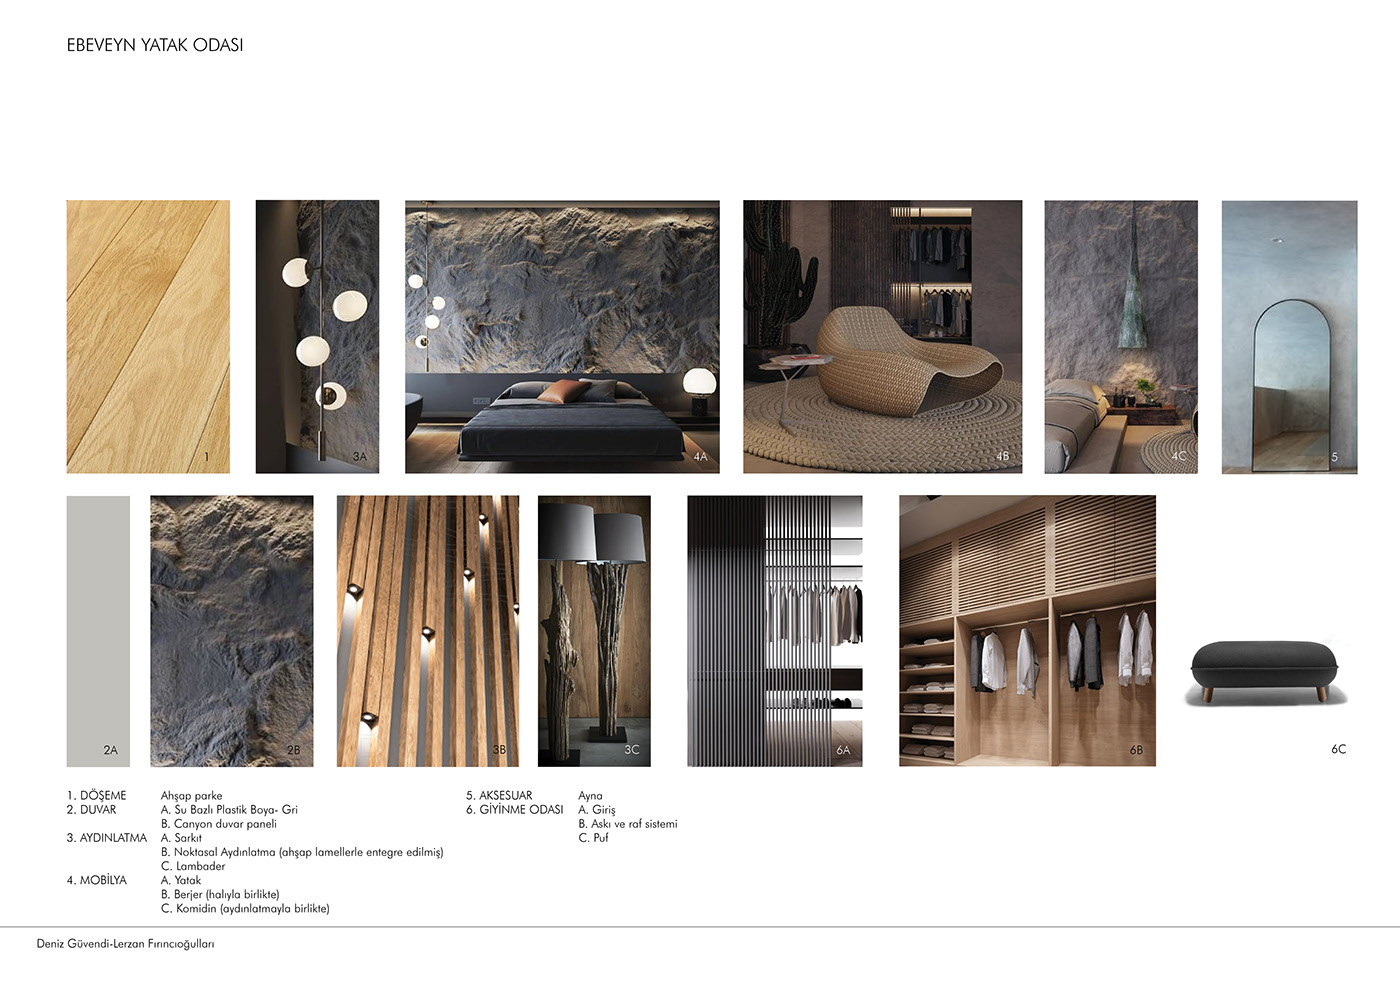 EBEVEYN YATAK ODASI
1
3A
4A
4B
4C
5
2A
2B
3B
3C
6A
6B
6C
1. DÖŞEME Ahşap parke
2. DUVAR A. Su Bazlı Plastik Boya- Gri
B. Canyon duvar paneli
3. AYDINLATMA A. Sarkıt
B. Noktasal Aydınlatma (ahşap lamellerle entegre edilmiş)
C. Lambader
4. MOBİLYA A. Yatak
B. Berjer (halıyla birlikte)
C. Komidin (aydınlatmayla birlikte)
5. AKSESUAR Ayna
6. GİYİNME ODASI A. Giriş
B. Askı ve raf sistemi
C. Puf
Deniz Güvendi-Lerzan Fırıncıoğulları